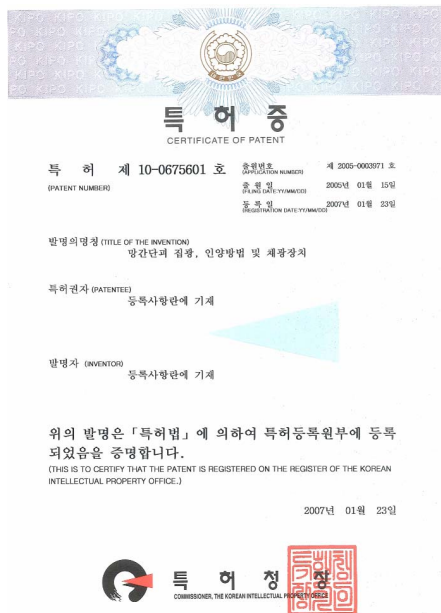 특 허 증
CERTIFICATE OF PATENT
특 허 제 10-0675601 호
(PATENT NUMBER)
출원번호 제 2005-0003971 호
(APPLICATION NUMBER)
출 원 일 2005년 01월 15일
(FILING DATE:YY/MM/DD)
등 록 일 2007년 01월 23일
(REGISTRATION DATE:YY/MM/DD)
발명의명칭 (TITLE OF THE INVENTION)
망간단괴 집광, 인양방법 및 채광장치
특허권자 (PATENTEE)
등록사항란에 기재
발명자 (INVENTOR)
등록사항란에 기재
위의 발명은「특허법」에 의하여 특허등록원부에 등록
되었음을 증명합니다.
(THIS IS TO CERTIFY THAT THE PATENT IS REGISTERED ON THE REGISTER OF THE KOREAN
INTELLECTUAL PROPERTY OFFICE.)
2007년 01월 23일
특 허 청 장
COMMISSIONER, THE KOREAN INTELLECTUAL PROPERTY OFFICE